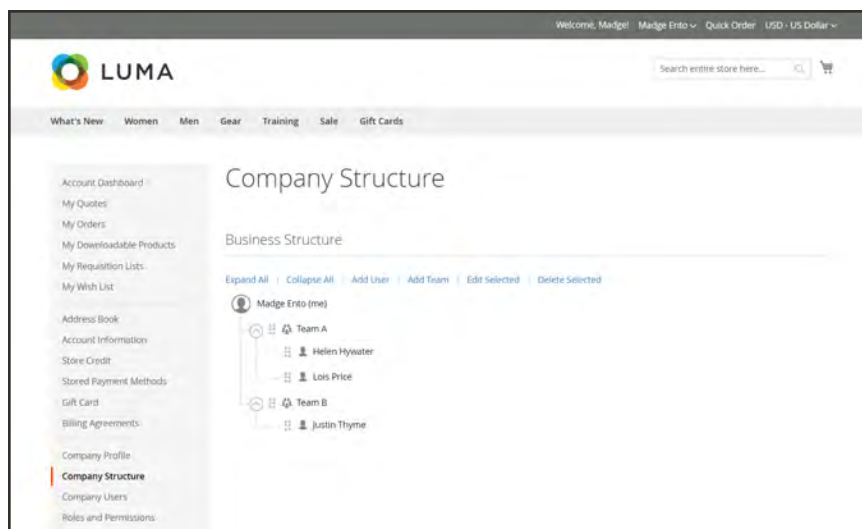 Welcome, Madge! Madge Ento Quick Order USD - US Dollar
LUMA
Search entire store here...
What's New Women Men Gear Training Sale Gift Cards
Account Dashboard
My Quotes
My Orders
My Downloadable Products
My Requisition Lists
My Wish List
Address Book
Account Information
Store Credit
Stored Payment Methods
Gift Card
Billing Agreements
Company Profile
Company Structure
Company Users
Roles and Permissions
Company Structure
Business Structure
Expand All | Collapse All | Add User | Add Team | Edit Selected | Delete Selected
Madge Ento (me)
Team A
Helen Hywater
Lois Price
Team B
Justin Thyme